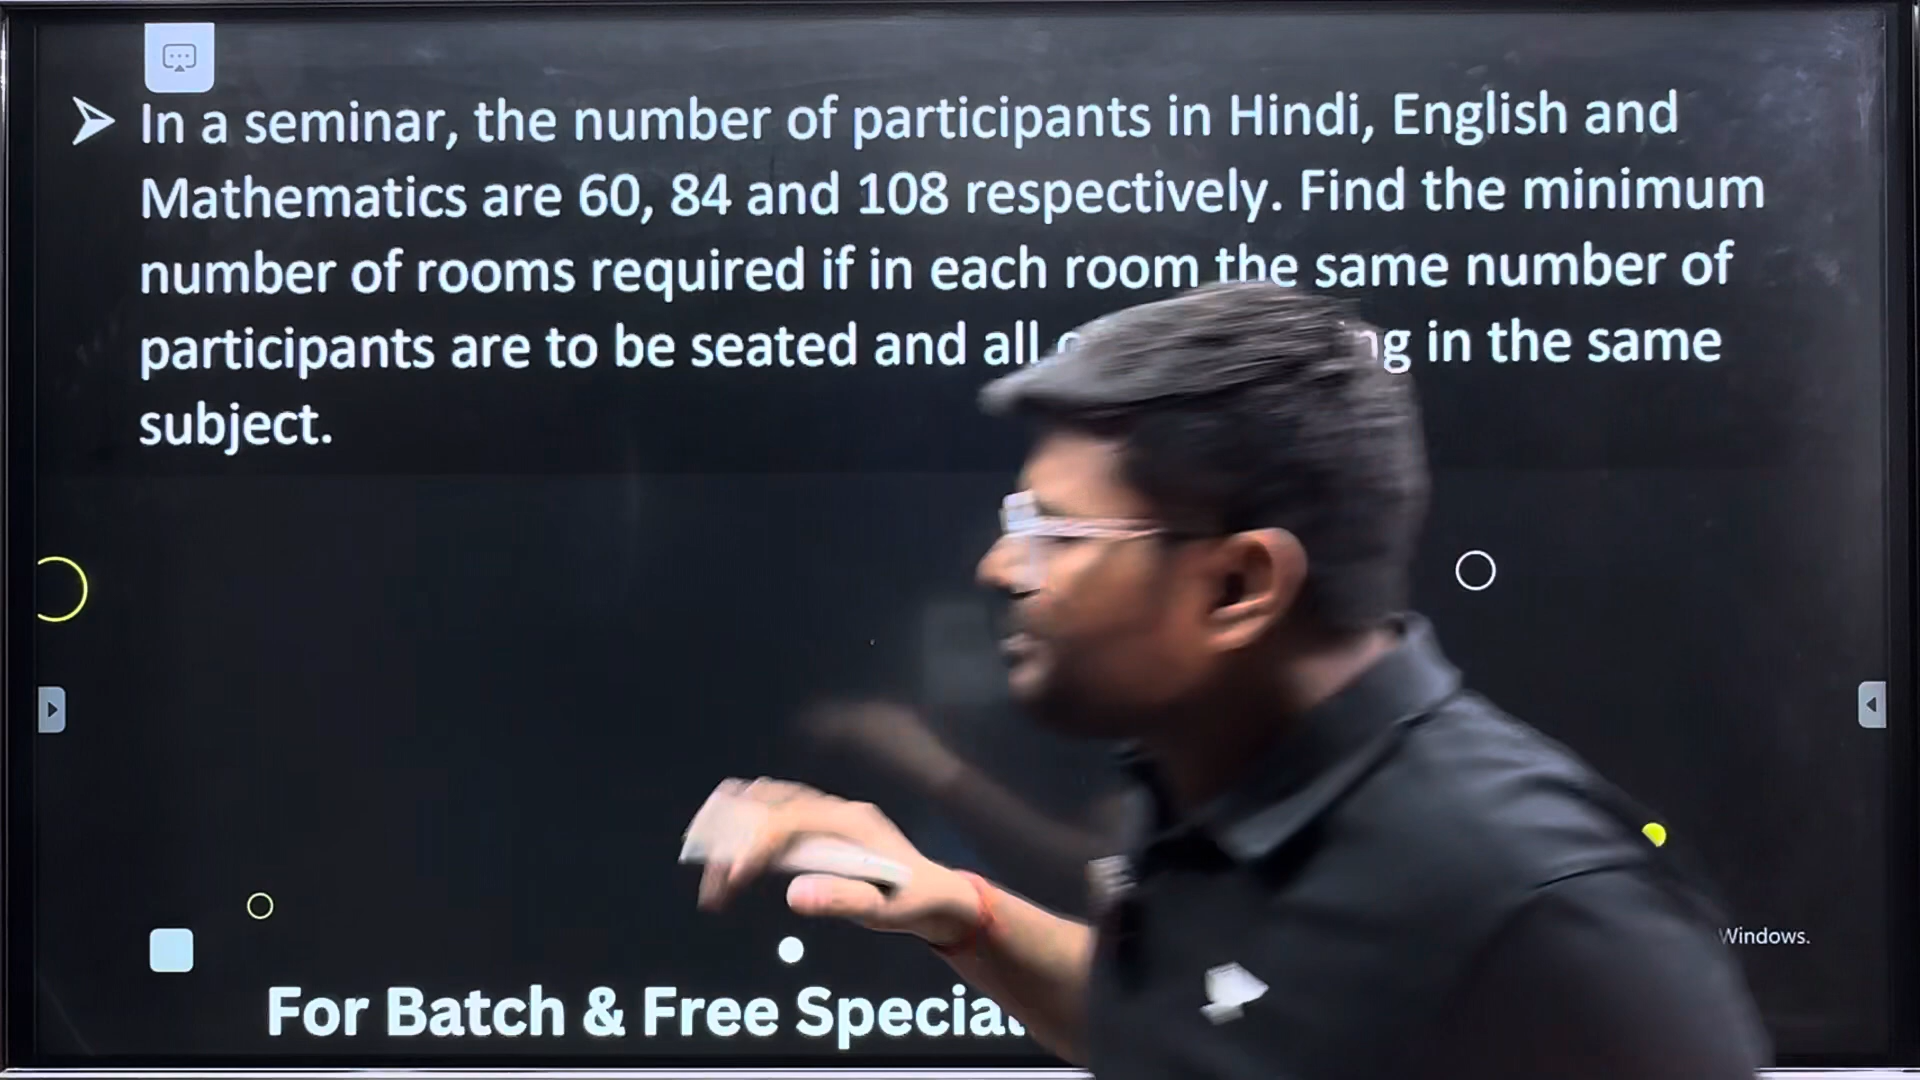 In a seminar, the number of participants in Hindi, English and
Mathematics are 60, 84 and 108 respectively. Find the minimum
number of rooms required if in each room the same number of
participants are to be seated and all in the same
subject.
Windows.
For Batch & Free Special